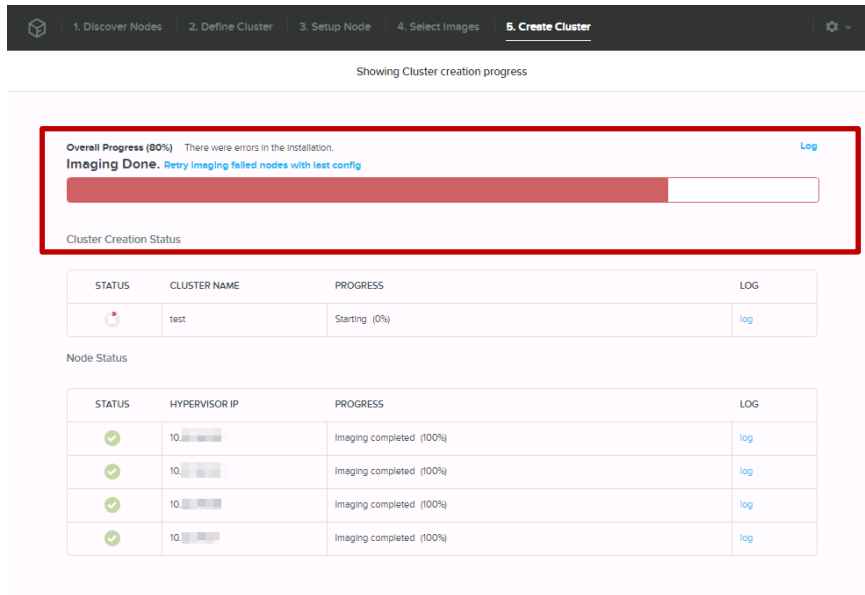 1. Discover Nodes 2. Define Cluster 3. Setup Node 4. Select Images 5. Create Cluster
Showing Cluster creation progress
Overall Progress (80%) There were errors in the installation. Log
Imaging Done. Retry imaging failed nodes with last config
Cluster Creation Status
STATUS CLUSTER NAME PROGRESS LOG
test Starting (0%) log
Node Status
STATUS HYPERVISOR IP PROGRESS LOG
10. Imaging completed (100%) log
10. Imaging completed (100%) log
10. Imaging completed (100%) log
10. Imaging completed (100%) log